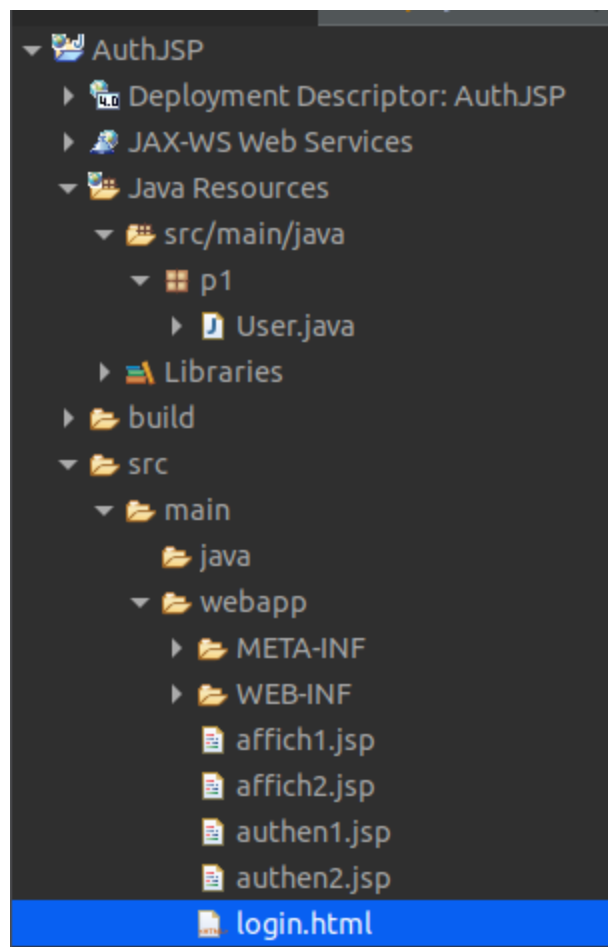 AuthJSP
Deployment Descriptor: AuthJSP
JAX-WS Web Services
Java Resources
src/main/java
p1
User.java
Libraries
build
src
main
java
webapp
META-INF
WEB-INF
affich1.jsp
affich2.jsp
authen1.jsp
authen2.jsp
login.html